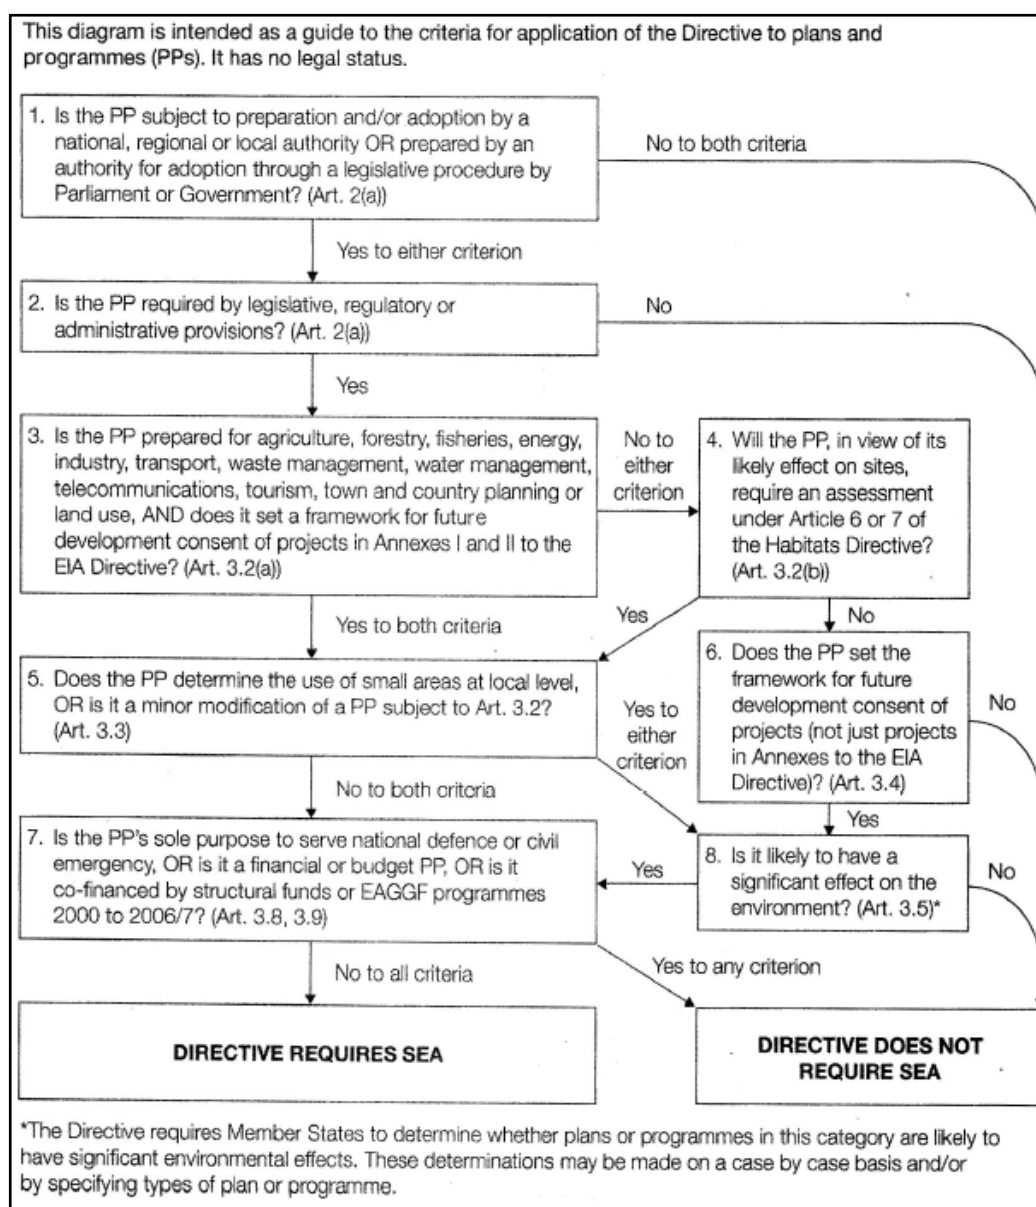 This diagram is intended as a guide to the criteria for application of the Directive to plans and
programmes (PPs). It has no legal status.
1. Is the PP subject to preparation and/or adoption by a
national, regional or local authority OR prepared by an
authority for adoption through a legislative procedure by
Parliament or Government? (Art. 2(a))
No to both criteria
Yes to either criterion
2. Is the PP required by legislative, regulatory or
administrative provisions? (Art. 2(a))
No
Yes
3. Is the PP prepared for agriculture, forestry, fisheries, energy,
industry, transport, waste management, water management,
telecommunications, tourism, town and country planning or
land use, AND does it set a framework for future
development consent of projects in Annexes I and II to the
EIA Directive? (Art. 3.2(a))
No to
either
criterion
4. Will the PP, in view of its
likely effect on sites,
require an assessment
under Article 6 or 7 of
the Habitats Directive?
(Art. 3.2(b))
Yes to both criteria
Yes
No
5. Does the PP determine the use of small areas at local level,
OR is it a minor modification of a PP subject to Art. 3.2?
(Art. 3.3)
Yes to
either
criterion
6. Does the PP set the
framework for future
development consent of
projects (not just projects
in Annexes to the EIA
Directive)? (Art. 3.4)
No
No to both criteria
Yes
7. Is the PP's sole purpose to serve national defence or civil
emergency, OR is it a financial or budget PP, OR is it
co-financed by structural funds or EAGGF programmes
2000 to 2006/7? (Art. 3.8, 3.9)
Yes
8. Is it likely to have a
significant effect on the
environment? (Art. 3.5)*
No
No to all criteria
Yes to any criterion
DIRECTIVE REQUIRES SEA
DIRECTIVE DOES NOT
REQUIRE SEA
*The Directive requires Member States to determine whether plans or programmes in this category are likely to
have significant environmental effects. These determinations may be made on a case by case basis and/or
by specifying types of plan or programme.